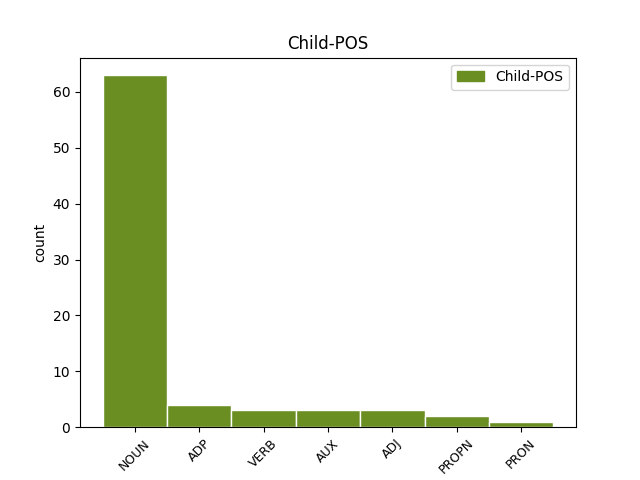 Child-POS
Child-POS
60
50
40
30
20
10
0
count
NOUN
ADP
VERB
AUX
ADJ
PROPN
PRON